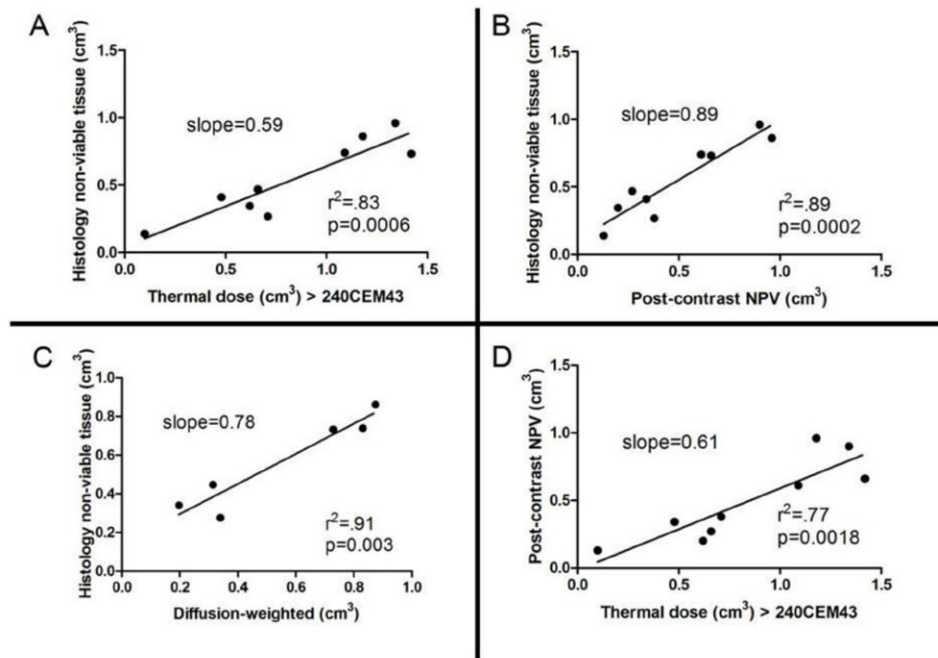 A
Histology non-viable tissue (cm³)
1.5
1.0
0.5
0.0
slope=0.59
r²=.83
p=0.0006
0.0 0.5 1.0 1.5
Thermal dose (cm³) > 240CEM43
B
Histology non-viable tissue (cm³)
1.5
1.0
0.5
0.0
slope=0.89
r²=.89
p=0.0002
0.0 0.5 1.0 1.5
Post-contrast NPV (cm³)
C
Histology non-viable tissue (cm³)
1.0
0.8
0.6
0.4
0.2
0.0
slope=0.78
r²=.91
p=0.003
0.0 0.2 0.4 0.6 0.8 1.0
Diffusion-weighted (cm³)
D
Post-contrast NPV (cm³)
1.5
1.0
0.5
0.0
slope=0.61
r²=.77
p=0.0018
0.0 0.5 1.0 1.5
Thermal dose (cm³) > 240CEM43